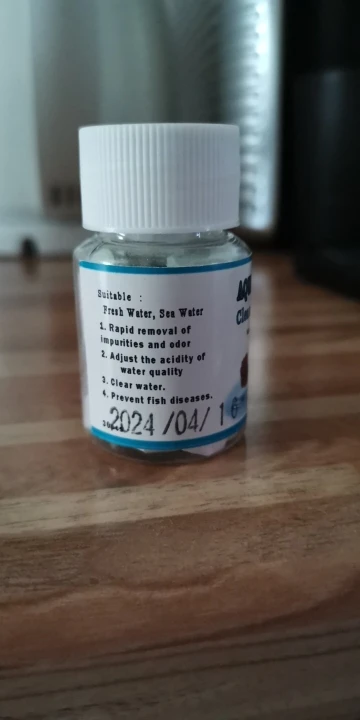 Suitable :
Fresh Water, Sea Water
1. Rapid removal of
impurities and odor
2. Adjust the acidity of
water quality
3. Clear water.
4. Prevent fish diseases.
2024/04/1